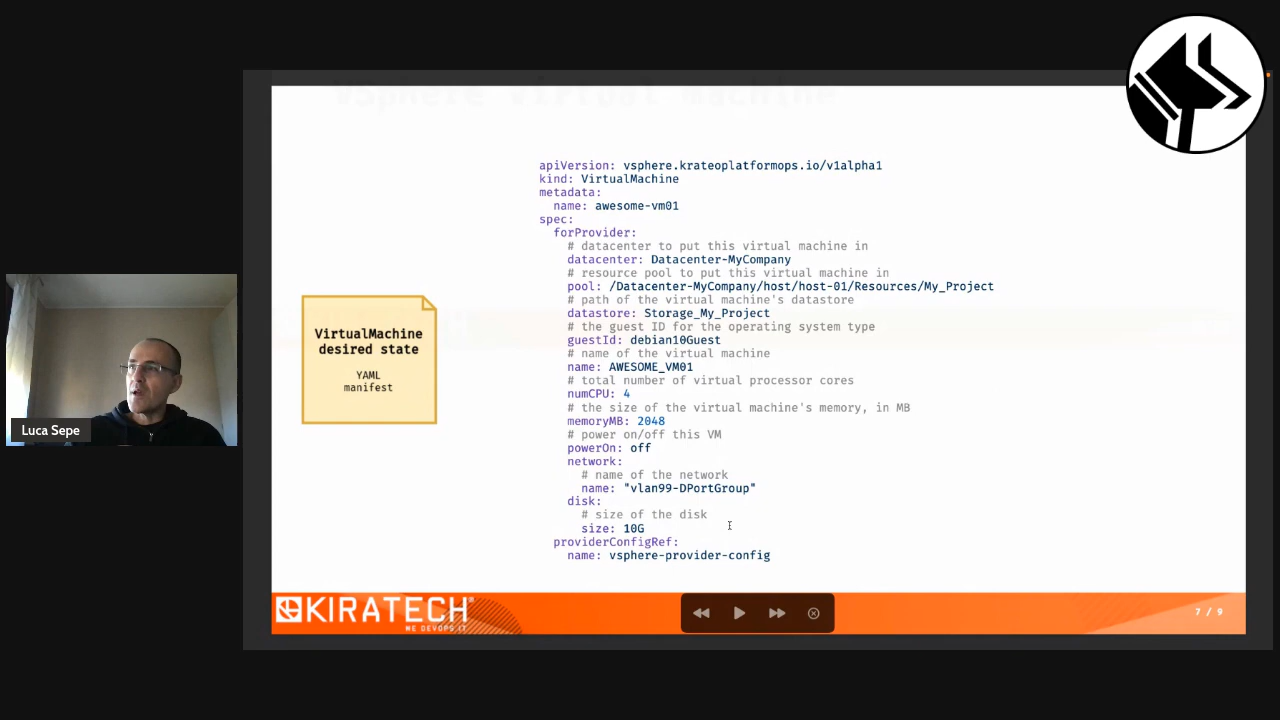 VSphere virtual machine
apiVersion: vsphere.krateoplatformops.io/v1alpha1
kind: VirtualMachine
metadata:
  name: awesome-vm01
spec:
  forProvider:
    # datacenter to put this virtual machine in
    datacenter: Datacenter-MyCompany
    # resource pool to put this virtual machine in
    pool: /Datacenter-MyCompany/host/host-01/Resources/My_Project
    # path of the virtual machine's datastore
    datastore: Storage_My_Project
    # the guest ID for the operating system type
    guestId: debian10Guest
    # name of the virtual machine
    name: AWESOME_VM01
    # total number of virtual processor cores
    numCPU: 4
    # the size of the virtual machine's memory, in MB
    memoryMB: 2048
    # power on/off this VM
    powerOn: off
    network:
      # name of the network
      name: "vlan99-DPortGroup"
    disk:
      # size of the disk
      size: 10G
  providerConfigRef:
    name: vsphere-provider-config
VirtualMachine
desired state
YAML
manifest
Luca Sepe
KIRATECH
WE DEVOPS IT
7 / 9